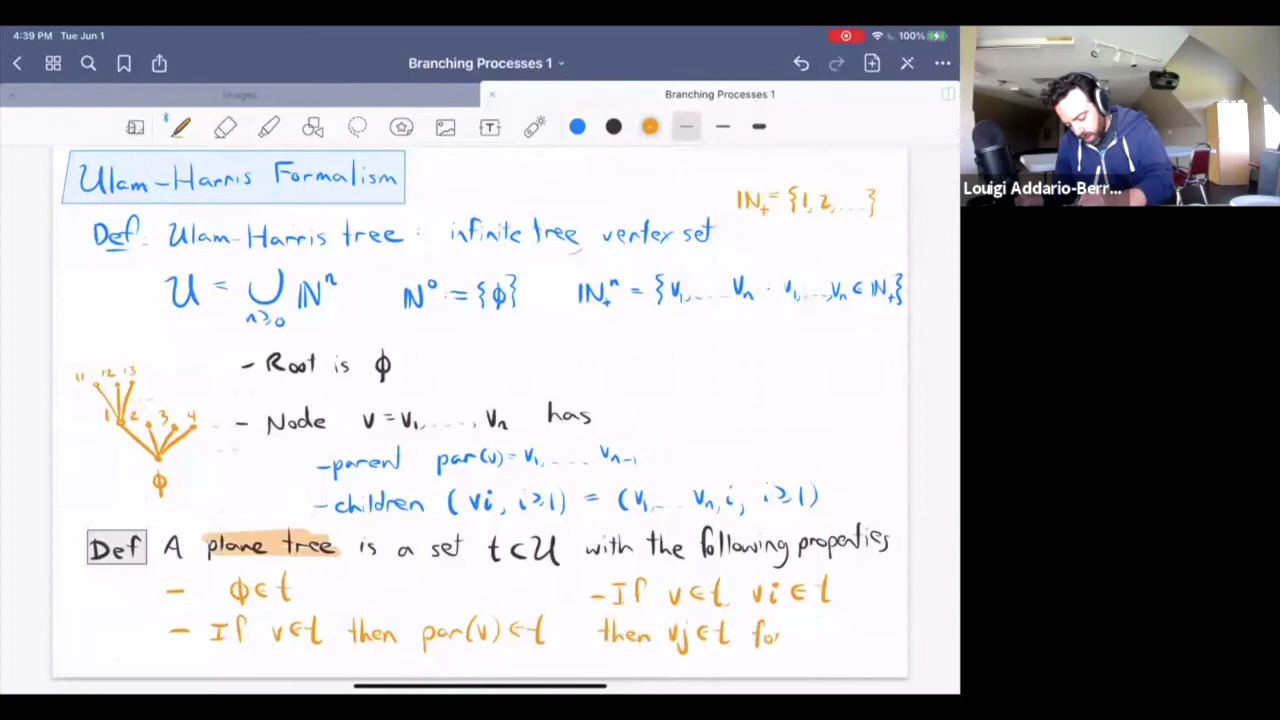 4:39 PM Tue Jun 1
100%
Branching Processes 1
Images
Branching Processes 1
Louigi Addario-Berr...
Ulam-Harris Formalism
IN₊ = {1, 2, ....}
Def. Ulam-Harris tree : infinite tree, vertex set
U = ⋃ n≥0 INⁿ IN⁰ := {ϕ} IN₊ⁿ = {v₁, .... vₙ . v₁, ..., vₙ ∈ IN₊}
- Root is ϕ
11 12 13
1 2 3 4
ϕ
- Node v = v₁, ...., vₙ has
- parent par(v) = v₁, .... vₙ₋₁
- children (vi, i≥1) = (v₁, ... vₙ, i, i≥1)
Def A plane tree is a set t ⊂ U with the following properties
- ϕ ∈ t
- If v ∈ t then par(v) ∈ t
- If v ∈ t, vi ∈ t
then vj ∈ t for